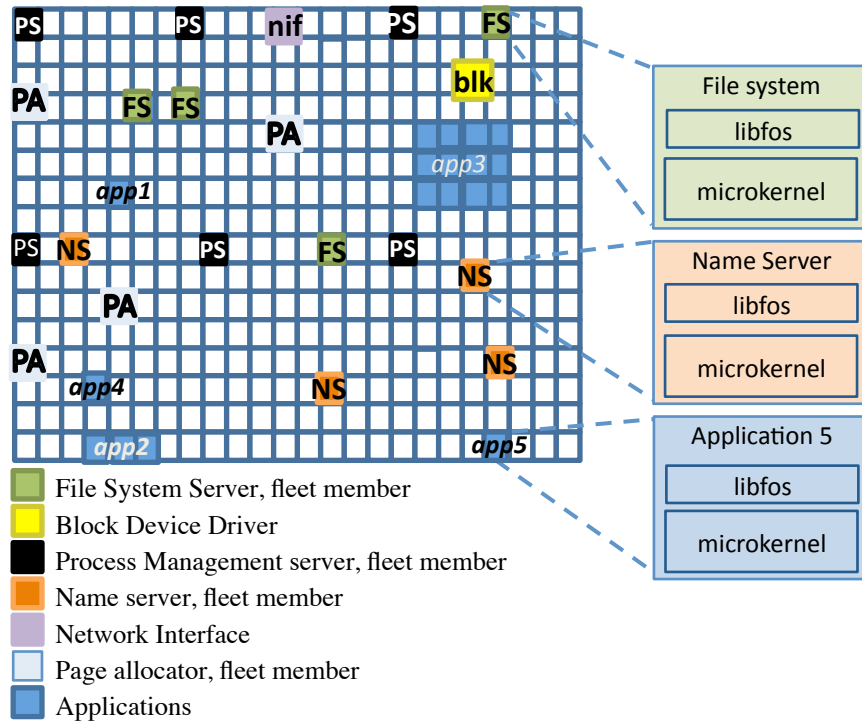 PS PS nif PS FS
blk
PA FS FS
PA
app3
app1
PS NS PS FS PS
NS
PA
PA
NS
app4 NS
app2 app5
File system
libfos
microkernel
Name Server
libfos
microkernel
Application 5
libfos
microkernel
File System Server, fleet member
Block Device Driver
Process Management server, fleet member
Name server, fleet member
Network Interface
Page allocator, fleet member
Applications